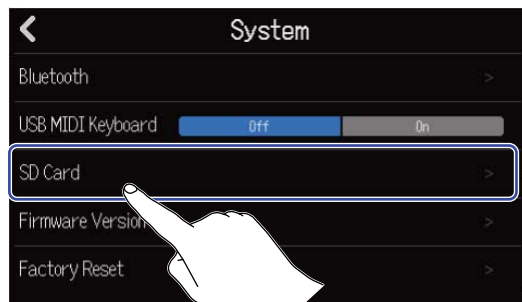 System
Bluetooth >
USB MIDI Keyboard Off On
SD Card >
Firmware Version >
Factory Reset >